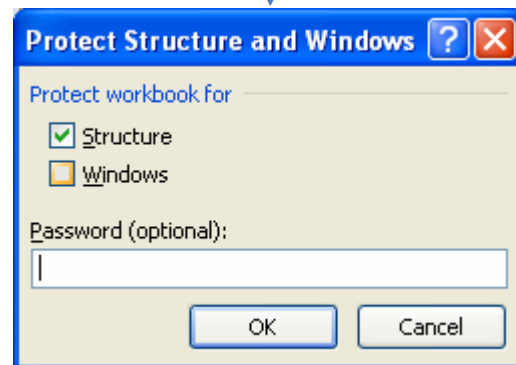 Protect Structure and Windows ?
Protect workbook for
Structure
Windows
Password (optional):
OK Cancel